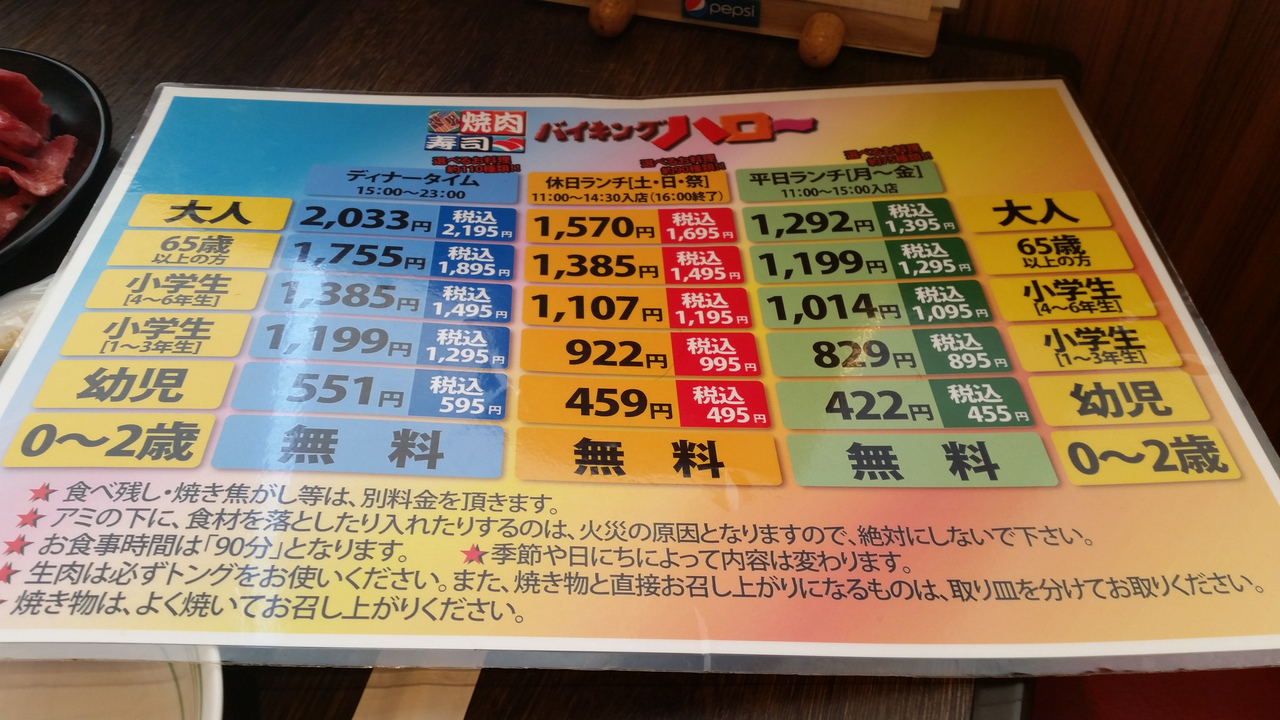 pepsi
焼肉
寿司
バイキングハロー
選べるお料理
約110種類!!
ディナータイム
15:00〜23:00
選べるお料理
休日ランチ[土・日・祭]
11:00〜14:30入店(16:00終了)
選べるお料理
平日ランチ[月〜金]
11:00〜15:00入店
大人 2,033円 税込 2,195円 1,570円 税込 1,695円 1,292円 税込 1,395円 大人
65歳以上の方 1,755円 税込 1,895円 1,385円 税込 1,495円 1,199円 税込 1,295円 65歳以上の方
小学生[4〜6年生] 1,385円 税込 1,495円 1,107円 税込 1,195円 1,014円 税込 1,095円 小学生[4〜6年生]
小学生[1〜3年生] 1,199円 税込 1,295円 922円 税込 995円 829円 税込 895円 小学生[1〜3年生]
幼児 551円 税込 595円 459円 税込 495円 422円 税込 455円 幼児
0〜2歳 無料 無料 無料 0〜2歳
★食べ残し・焼き焦がし等は、別料金を頂きます。
★アミの下に、食材を落としたり入れたりするのは、火災の原因となりますので、絶対にしないで下さい。
★お食事時間は「90分」となります。 ★季節や日にちによって内容は変わります。
★生肉は必ずトングをお使いください。また、焼き物と直接お召し上がりになるものは、取り皿を分けてお取りください。
★焼き物は、よく焼いてお召し上がりください。